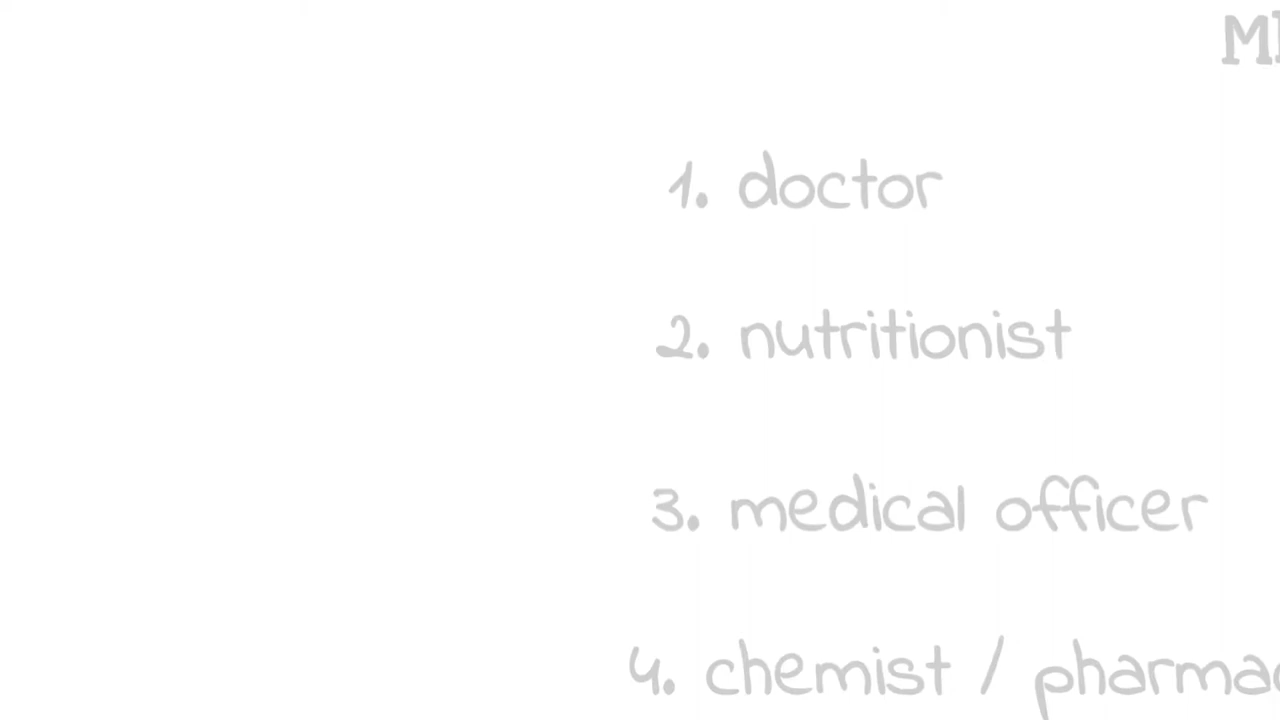 1. doctor
2. nutritionist
3. medical officer
4. chemist /